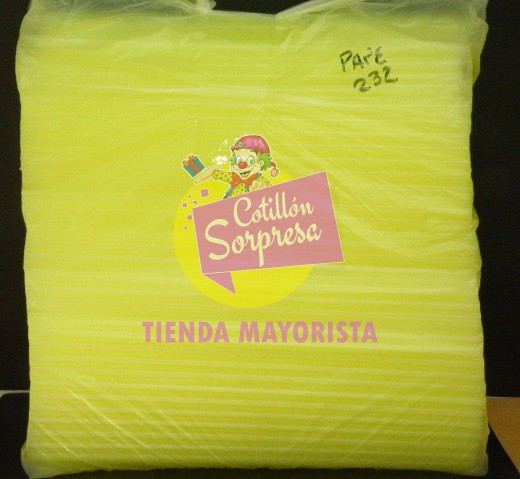 PAPE
232
Cotillón
Sorpresa
TIENDA MAYORISTA